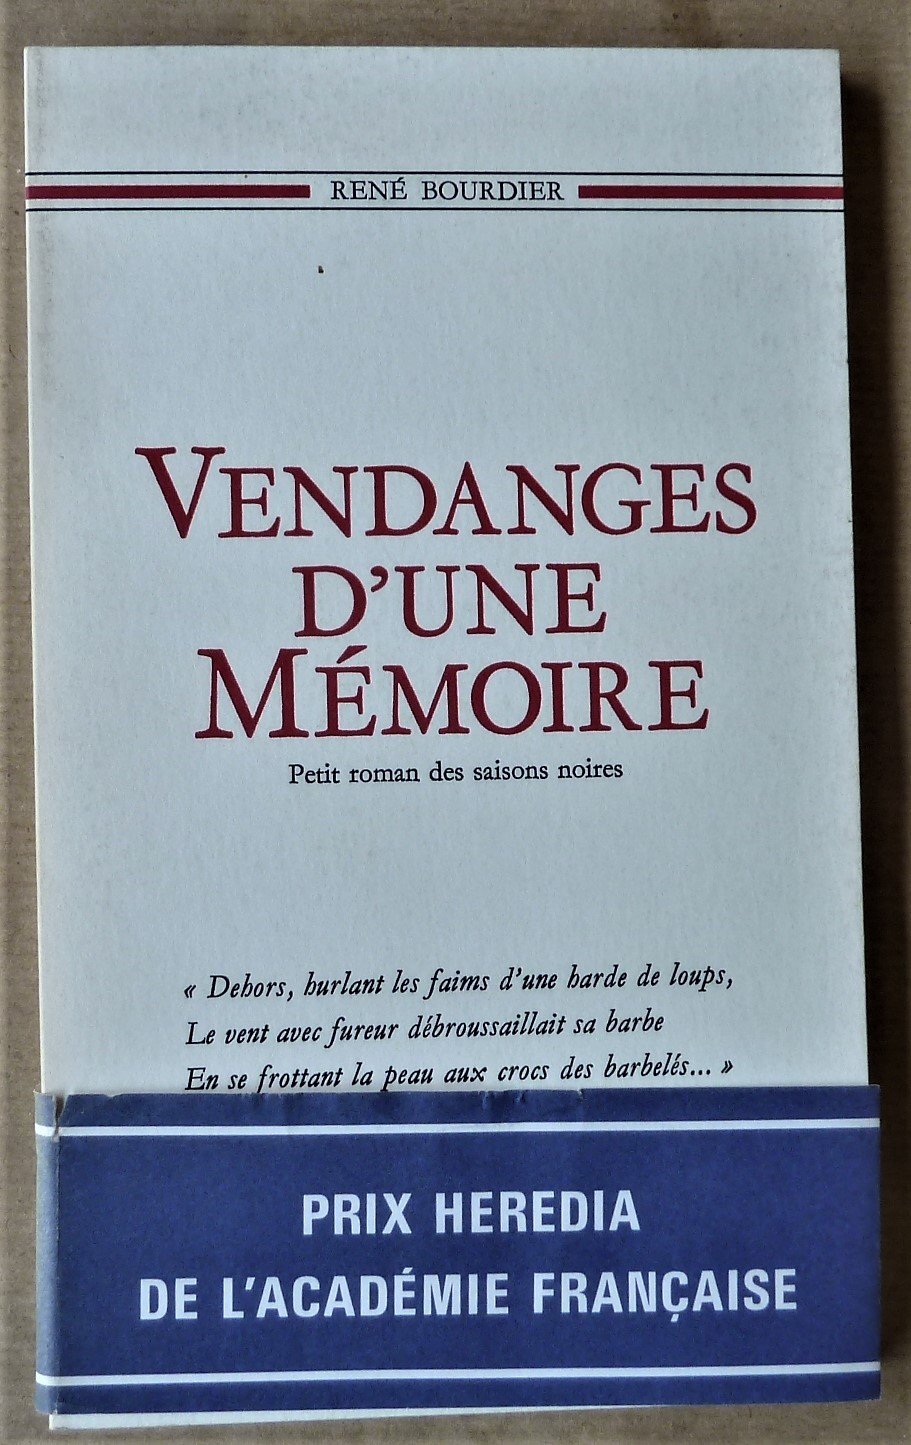 RENÉ BOURDIER
VENDANGES
D'UNE
MÉMOIRE
Petit roman des saisons noires
« Dehors, hurlant les faims d'une harde de loups,
Le vent avec fureur débroussaillait sa barbe
En se frottant la peau aux crocs des barbelés... »
PRIX HEREDIA
DE L'ACADÉMIE FRANÇAISE